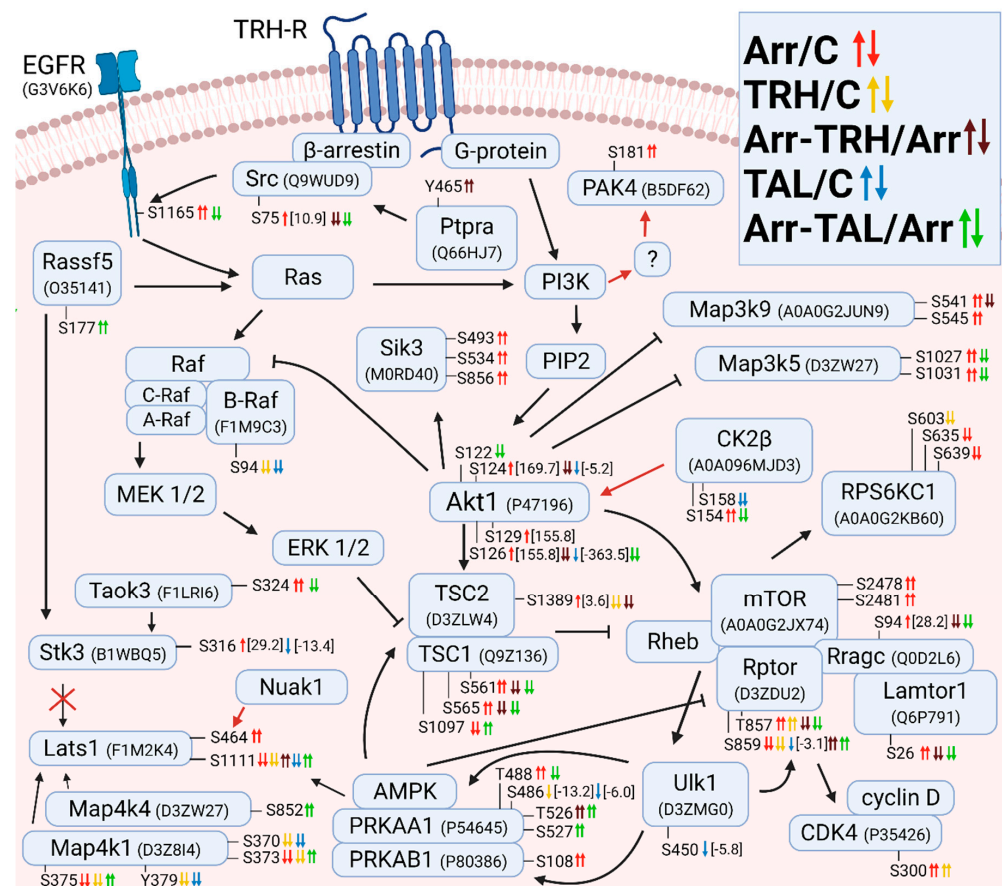 TRH-R
EGFR
(G3V6K6)
Arr/C
TRH/C
Arr-TRH/Arr
TAL/C
Arr-TAL/Arr
β-arrestin
G-protein
Src (Q9WUD9)
S1165
S75 [10.9]
Y465
Ptpra
(Q66HJ7)
S181
PAK4 (B5DF62)
?
Rassf5
(O35141)
S177
Ras
PI3K
PIP2
Map3k9 (A0A0G2JUN9)
S541
S545
Map3k5 (D3ZW27)
S1027
S1031
Sik3
(M0RD40)
S493
S534
S856
Raf
C-Raf
A-Raf
B-Raf
(F1M9C3)
S94
MEK 1/2
ERK 1/2
S122
S124 [169.7] [-5.2]
Akt1 (P47196)
S129 [155.8]
S126 [155.8] [-363.5]
CK2β
(A0A096MJD3)
S158
S154
S603
S635
S639
RPS6KC1
(A0A0G2KB60)
Taok3 (F1LRI6)
S324
Stk3 (B1WBQ5)
S316 [29.2] [-13.4]
TSC2
(D3ZLW4)
S1389 [3.6]
TSC1 (Q9Z136)
S561
S565
S1097
Rheb
mTOR
(A0A0G2JX74)
S2478
S2481
S94 [28.2]
Rptor
(D3ZDU2)
Rragc (Q0D2L6)
Lamtor1
(Q6P791)
S26
T857
S859 [-3.1]
Nuak1
Lats1 (F1M2K4)
S464
S1111
Map4k4 (D3ZW27)
S852
Map4k1 (D3Z8I4)
S370
S373
S375
Y379
AMPK
PRKAA1 (P54645)
PRKAB1 (P80386)
T488
S486 [-13.2] [-6.0]
T526
S527
S108
Ulk1
(D3ZMG0)
S450 [-5.8]
cyclin D
CDK4 (P35426)
S300